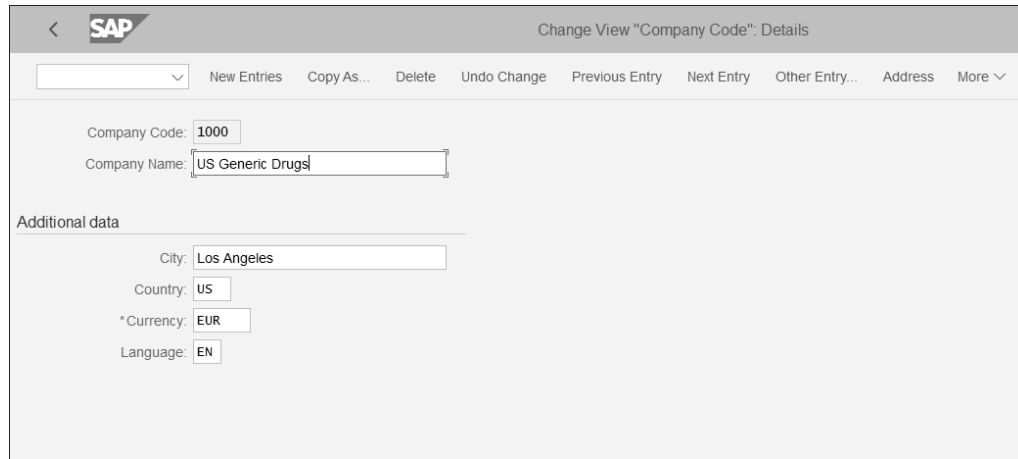 SAP Change View "Company Code": Details
New Entries Copy As... Delete Undo Change Previous Entry Next Entry Other Entry... Address More
Company Code: 1000
Company Name: US Generic Drugs
Additional data
City: Los Angeles
Country: US
*Currency: EUR
Language: EN